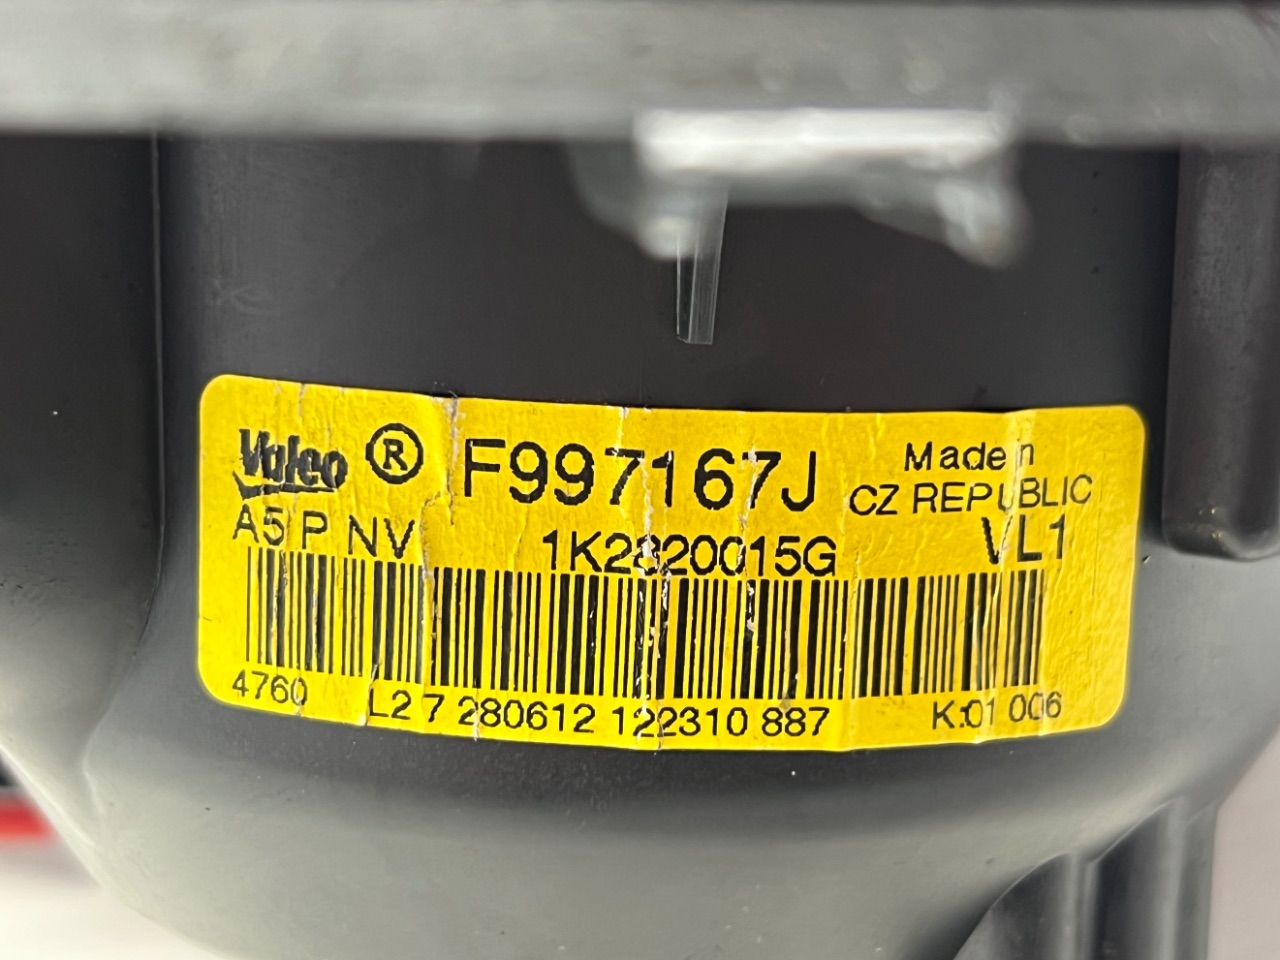 Valeo ® F997167J Made in
CZ REPUBLIC
A5 P NV 1K2820015G VL1
4760 L2 7 280612 122310 887 K:01 006